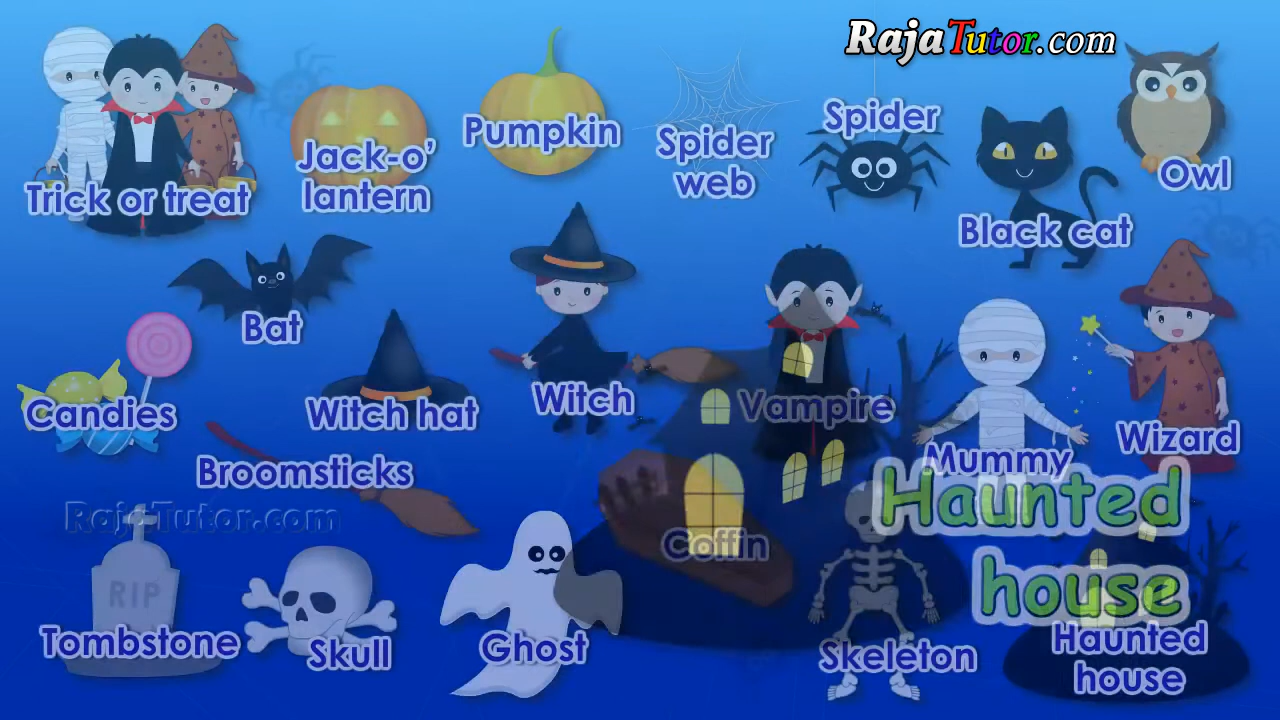 RajaTutor.com
Trick or treat
Jack-o'
lantern
Pumpkin
Spider
web
Spider
Black cat
Owl
Bat
Candies
Witch hat
Witch
Vampire
Mummy
Wizard
Broomsticks
RajaTutor.com
Coffin
Haunted
house
RIP
Tombstone
Skull
Ghost
Skeleton
Haunted
house